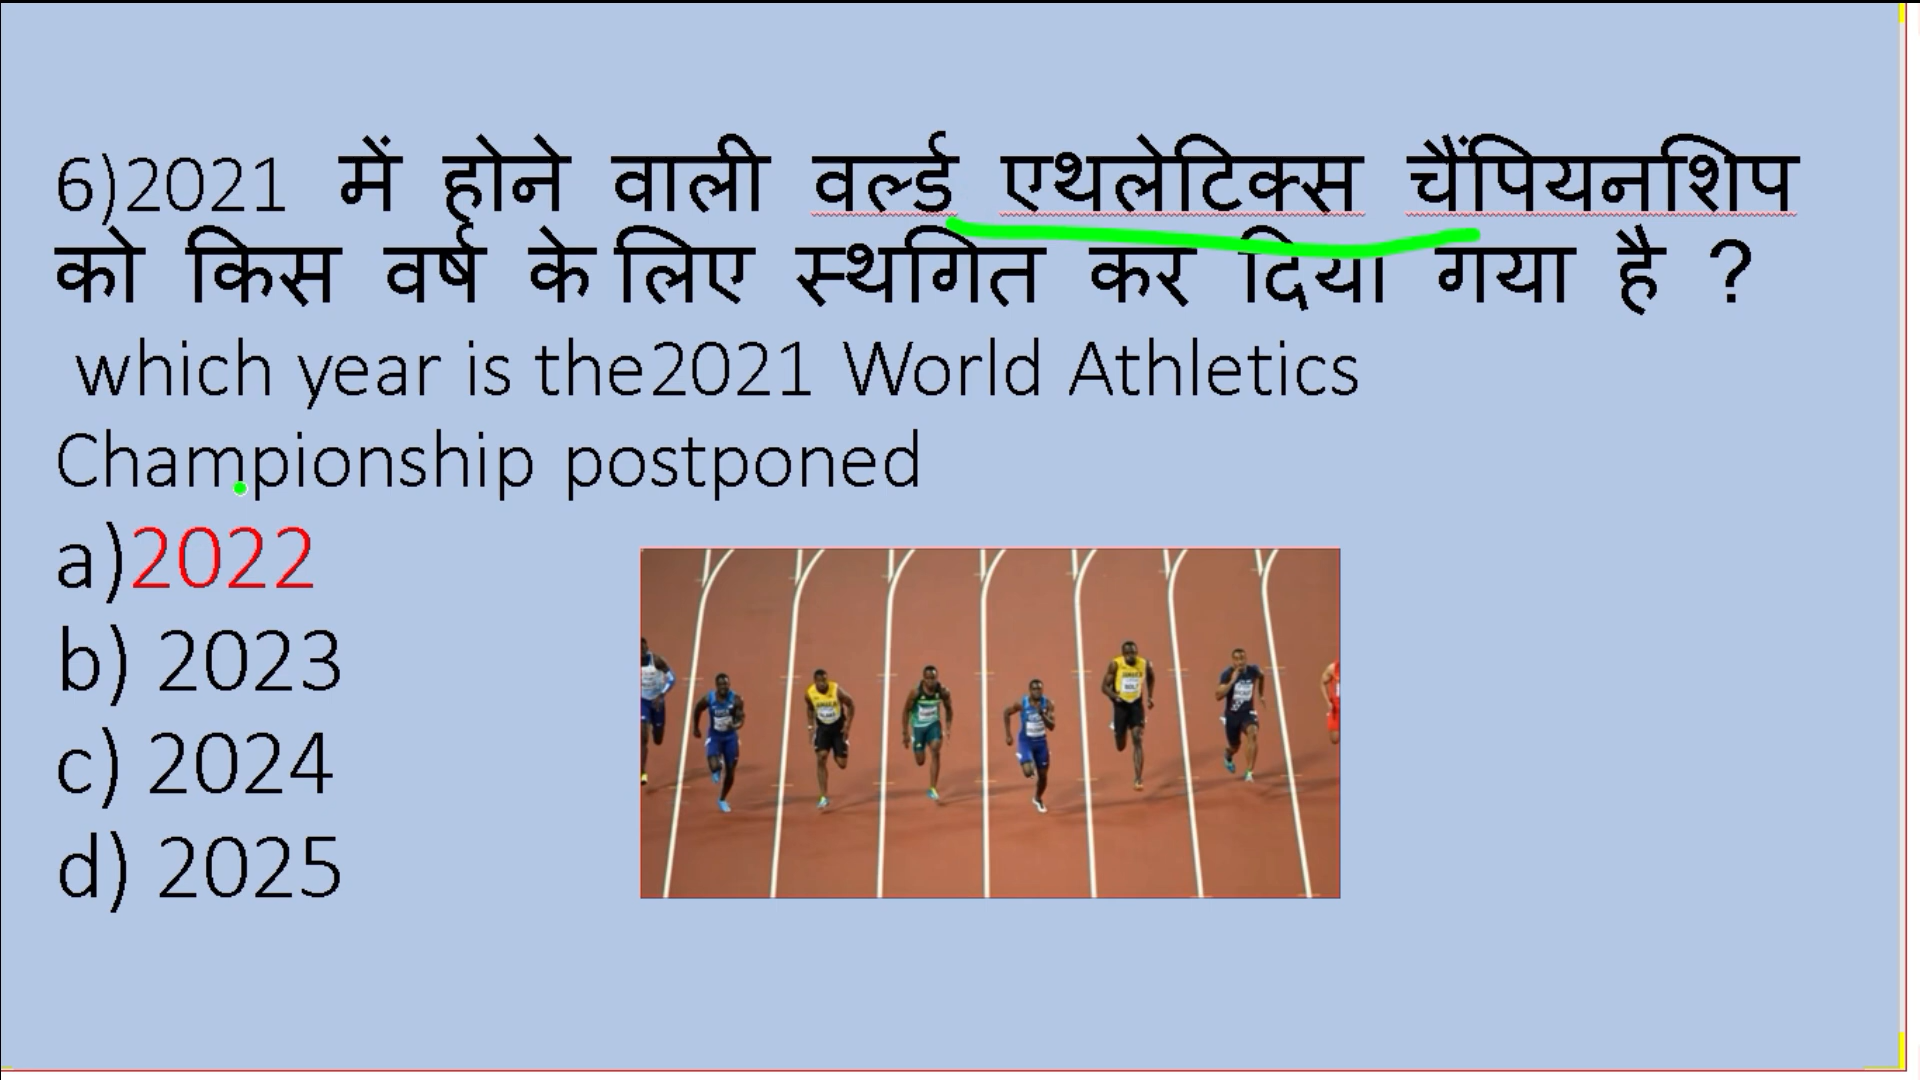 6)2021 में होने वाली वर्ल्ड एथलेटिक्स चैंपियनशिप
को किस वर्ष के लिए स्थगित कर दिया गया है ?
which year is the2021 World Athletics
Championship postponed
a)2022
b) 2023
c) 2024
d) 2025